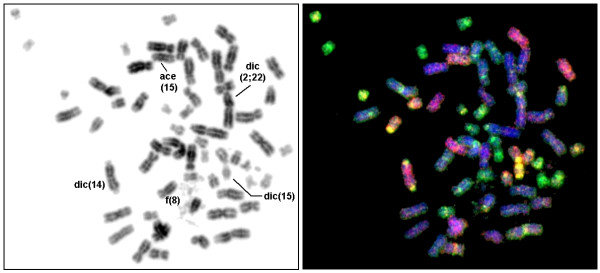 ace
(15)
dic
(2;22)
dic(14)
f(8)
dic(15)